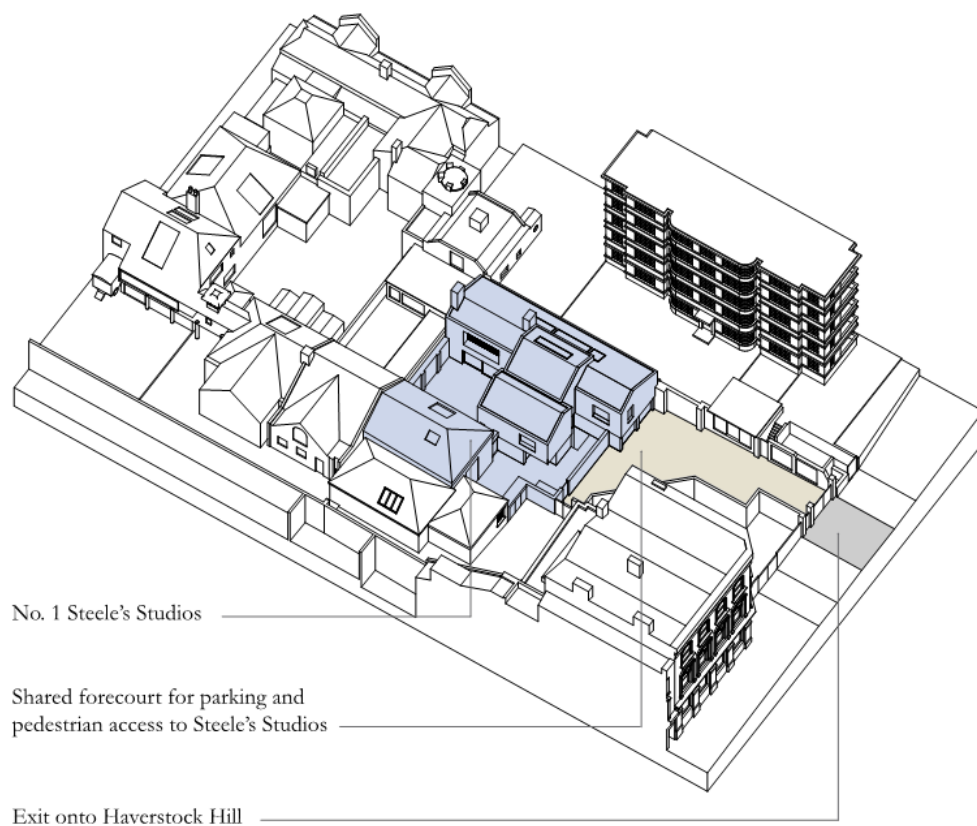 No. 1 Steele's Studios
Shared forecourt for parking and
pedestrian access to Steele's Studios
Exit onto Haverstock Hill